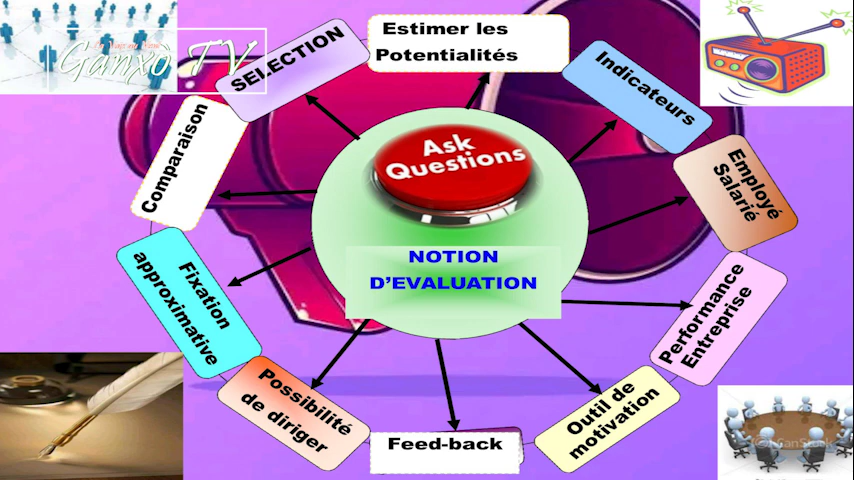 Ganxò TV
SELECTION
Estimer les
Potentialités
Indicateurs
Employé
Salarié
Performance
Entreprise
Outil de
motivation
Feed-back
Possibilité
de diriger
Fixation
approximative
Comparaison
Ask
Questions
NOTION
D’EVALUATION